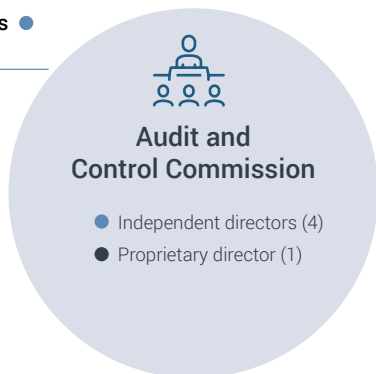 s
Audit and
Control Commission
Independent directors (4)
Proprietary director (1)